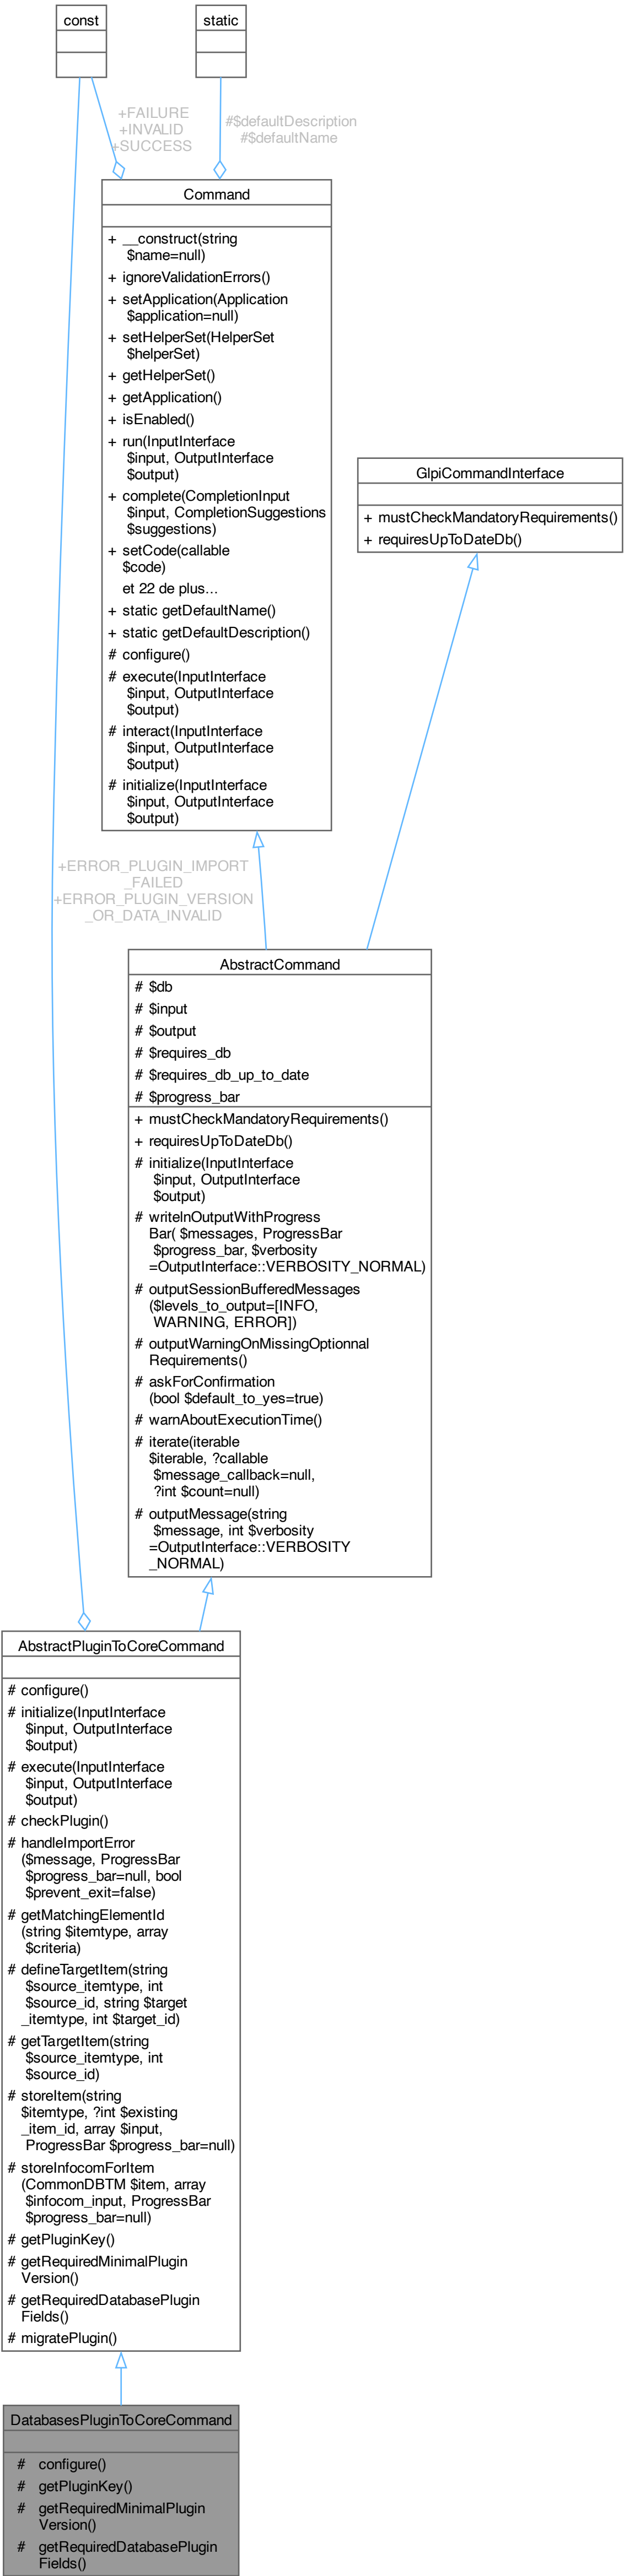 const
static
+FAILURE
+INVALID
+SUCCESS
#$defaultDescription
#$defaultName
Command
+ __construct(string
$name=null)
+ ignoreValidationErrors()
+ setApplication(Application
$application=null)
+ setHelperSet(HelperSet
$helperSet)
+ getHelperSet()
+ getApplication()
+ isEnabled()
+ run(InputInterface
$input, OutputInterface
$output)
+ complete(CompletionInput
$input, CompletionSuggestions
$suggestions)
+ setCode(callable
$code)
et 22 de plus...
+ static getDefaultName()
+ static getDefaultDescription()
# configure()
# execute(InputInterface
$input, OutputInterface
$output)
# interact(InputInterface
$input, OutputInterface
$output)
# initialize(InputInterface
$input, OutputInterface
$output)
GlpiCommandInterface
+ mustCheckMandatoryRequirements()
+ requiresUpToDateDb()
+ERROR_PLUGIN_IMPORT
_FAILED
+ERROR_PLUGIN_VERSION
_OR_DATA_INVALID
AbstractCommand
# $db
# $input
# $output
# $requires_db
# $requires_db_up_to_date
# $progress_bar
+ mustCheckMandatoryRequirements()
+ requiresUpToDateDb()
# initialize(InputInterface
$input, OutputInterface
$output)
# writelnOutputWithProgress
Bar( $messages, ProgressBar
$progress_bar, $verbosity
=OutputInterface::VERBOSITY_NORMAL)
# outputSessionBufferedMessages
($levels_to_output=[INFO,
WARNING, ERROR])
# outputWarningOnMissingOptionnal
Requirements()
# askForConfirmation
(bool $default_to_yes=true)
# warnAboutExecutionTime()
# iterate(iterable
$iterable, ?callable
$message_callback=null,
?int $count=null)
# outputMessage(string
$message, int $verbosity
=OutputInterface::VERBOSITY
_NORMAL)
AbstractPluginToCoreCommand
# configure()
# initialize(InputInterface
$input, OutputInterface
$output)
# execute(InputInterface
$input, OutputInterface
$output)
# checkPlugin()
# handleImportError
($message, ProgressBar
$progress_bar=null, bool
$prevent_exit=false)
# getMatchingElementId
(string $itemtype, array
$criteria)
# defineTargetItem(string
$source_itemtype, int
$source_id, string $target
_itemtype, int $target_id)
# getTargetItem(string
$source_itemtype, int
$source_id)
# storeItem(string
$itemtype, ?int $existing
_item_id, array $input,
ProgressBar $progress_bar=null)
# storeInfocomForItem
(CommonDBTM $item, array
$infocom_input, ProgressBar
$progress_bar=null)
# getPluginKey()
# getRequiredMinimalPlugin
Version()
# getRequiredDatabasePlugin
Fields()
# migratePlugin()
DatabasesPluginToCoreCommand
# configure()
# getPluginKey()
# getRequiredMinimalPlugin
Version()
# getRequiredDatabasePlugin
Fields()